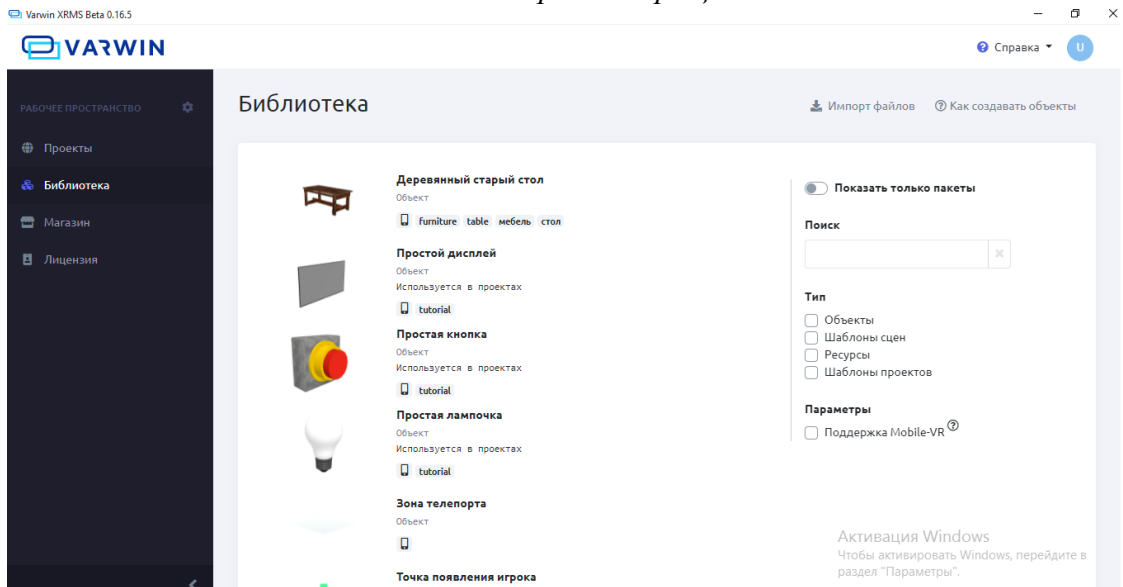 Varwin XRMS Beta 0.16.5
VARWIN
Справка
U
РАБОЧЕЕ ПРОСТРАНСТВО
Проекты
Библиотека
Магазин
Лицензия
Библиотека
Импорт файлов
Как создавать объекты
Деревянный старый стол
Объект
furniture table мебель стол
Простой дисплей
Объект
Используется в проектах
tutorial
Простая кнопка
Объект
Используется в проектах
tutorial
Простая лампочка
Объект
Используется в проектах
tutorial
Зона телепорта
Объект
Точка появления игрока
Показать только пакеты
Поиск
Тип
Объекты
Шаблоны сцен
Ресурсы
Шаблоны проектов
Параметры
Поддержка Mobile-VR
Активация Windows
Чтобы активировать Windows, перейдите в
раздел "Параметры".